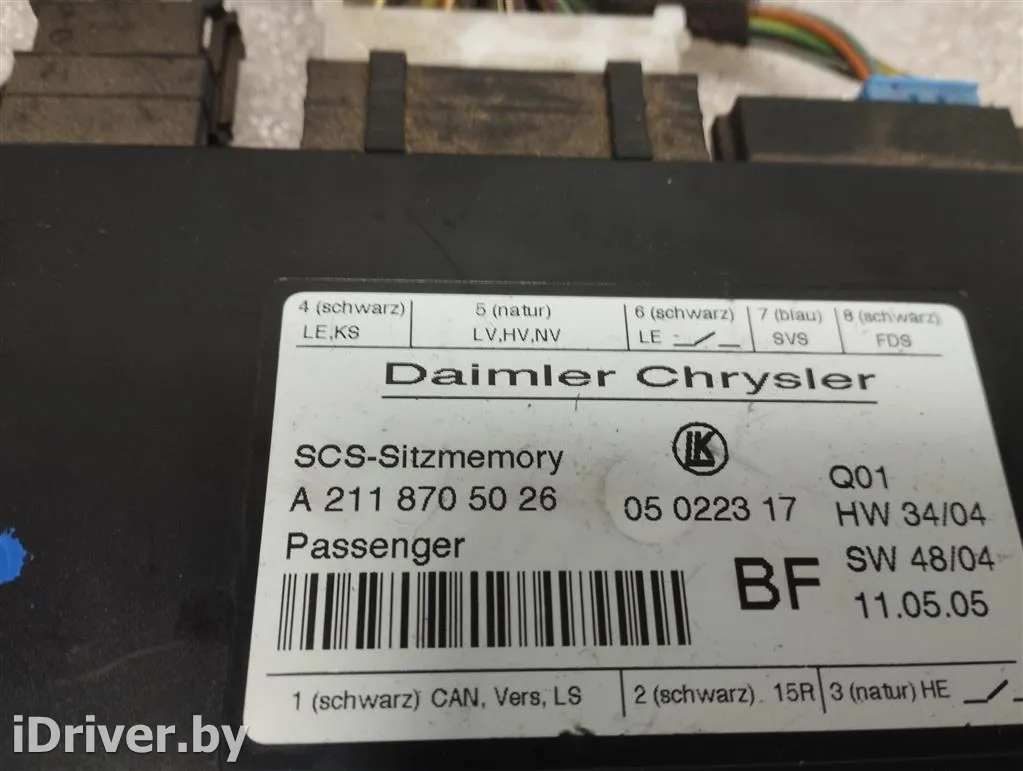 4 (schwarz) 5 (natur) 6 (schwarz) 7 (blau) 8 (schwarz)
LE,KS LV,HV,NV LE SVS FDS
Daimler Chrysler
SCS-Sitzmemory LK Q01
A 211 870 50 26 05 0223 17 HW 34/04
Passenger BF SW 48/04
11.05.05
1 (schwarz) CAN, Vers, LS 2 (schwarz). 15R 3 (natur) HE
iDriver.by